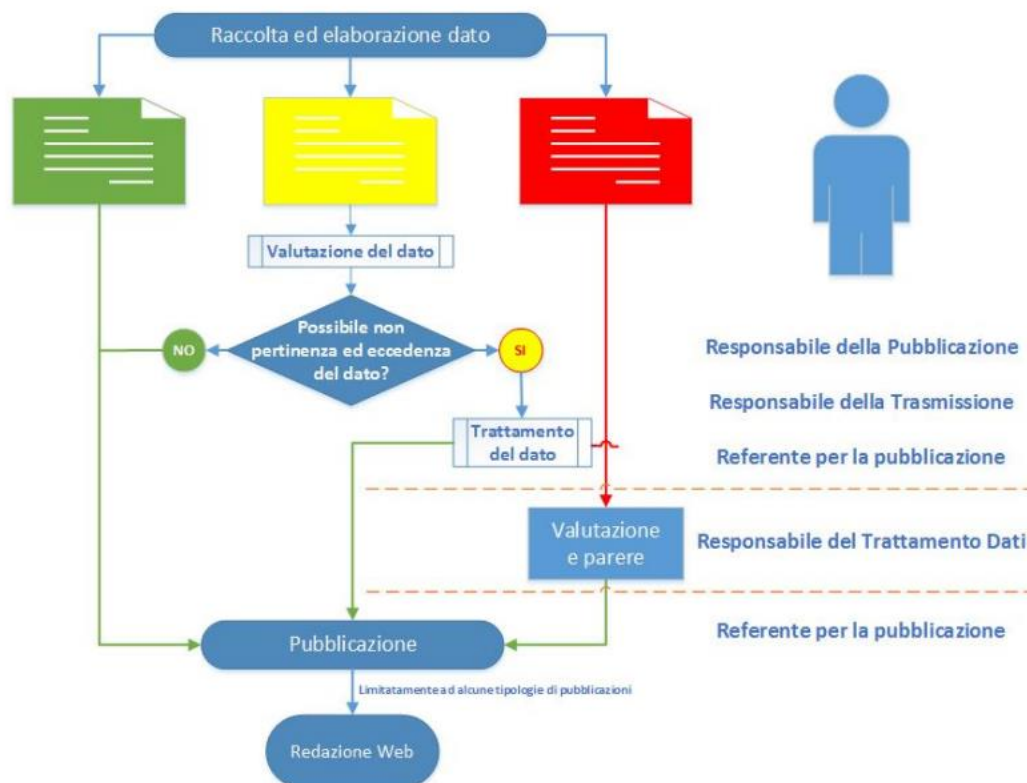 Raccolta ed elaborazione dato
Valutazione del dato
Possibile non
pertinenza ed eccedenza
del dato?
NO
SI
Responsabile della Pubblicazione
Responsabile della Trasmissione
Trattamento
del dato
Referente per la pubblicazione
Valutazione
e parere
Responsabile del Trattamento Dati
Referente per la pubblicazione
Pubblicazione
Limitatamente ad alcune tipologie di pubblicazioni
Redazione Web